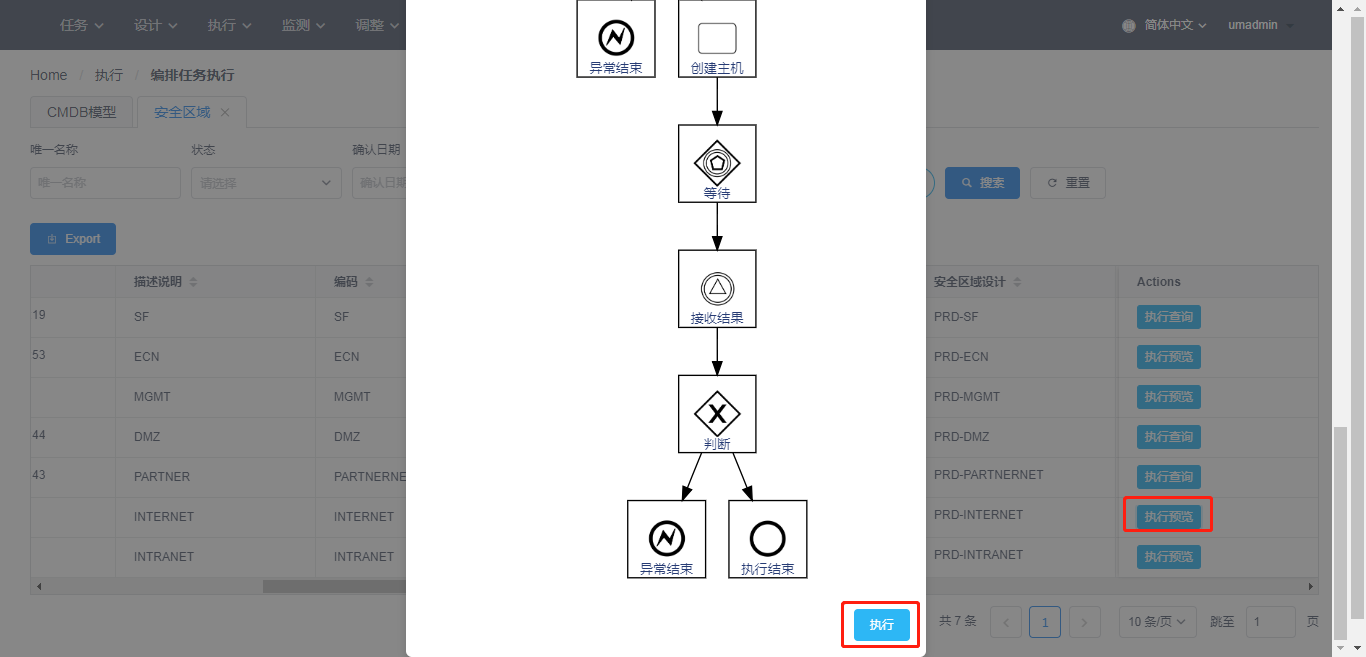 任务 设计 执行 监测 调整 简体中文 umadmin
Home / 执行 / 编排任务执行
CMDB模型 安全区域
唯一名称 状态 确认日期
唯一名称 请选择 确认日期 搜索 重置
Export
描述说明 编码 安全区域设计 Actions
19 SF SF PRD-SF 执行查询
53 ECN ECN PRD-ECN 执行预览
MGMT MGMT PRD-MGMT 执行预览
44 DMZ DMZ PRD-DMZ 执行查询
43 PARTNER PARTNERNE PRD-PARTNERNET 执行查询
INTERNET INTERNET PRD-INTERNET 执行预览
INTRANET INTRANET PRD-INTRANET 执行预览
共 7 条 1 10 条/页 跳至 1 页
异常结束 创建主机
等待
接收结果
判断
异常结束 执行结束
执行